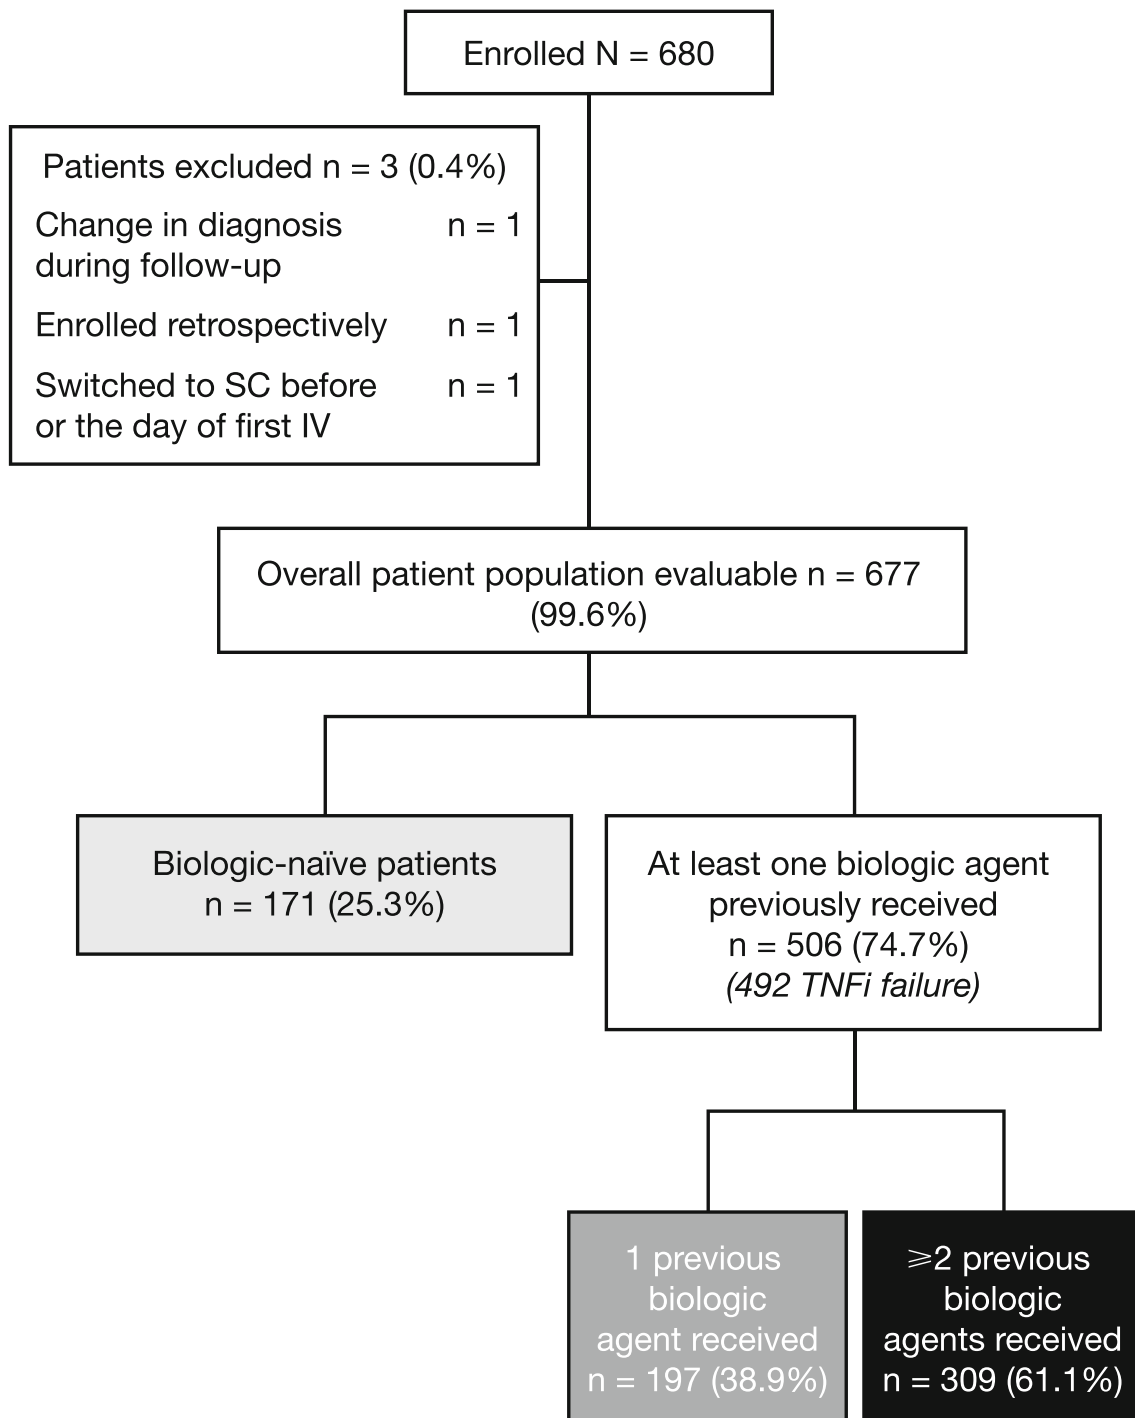 Enrolled N = 680
Patients excluded n = 3 (0.4%)
Change in diagnosis n = 1
during follow-up
Enrolled retrospectively n = 1
Switched to SC before n = 1
or the day of first IV
Overall patient population evaluable n = 677
(99.6%)
Biologic-naïve patients
n = 171 (25.3%)
At least one biologic agent
previously received
n = 506 (74.7%)
(492 TNFi failure)
1 previous
biologic
agent received
n = 197 (38.9%)
⩾2 previous
biologic
agents received
n = 309 (61.1%)